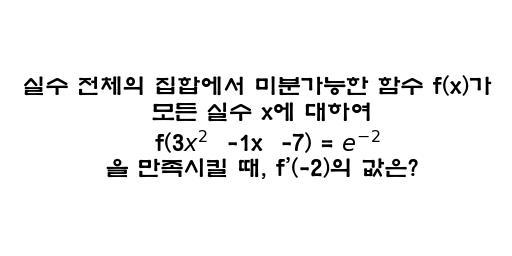 실수 전체의 집합에서 미분가능한 함수 f(x)가
모든 실수 x에 대하여
f(3x² -1x -7) = e⁻²
을 만족시킬 때, f’(-2)의 값은?